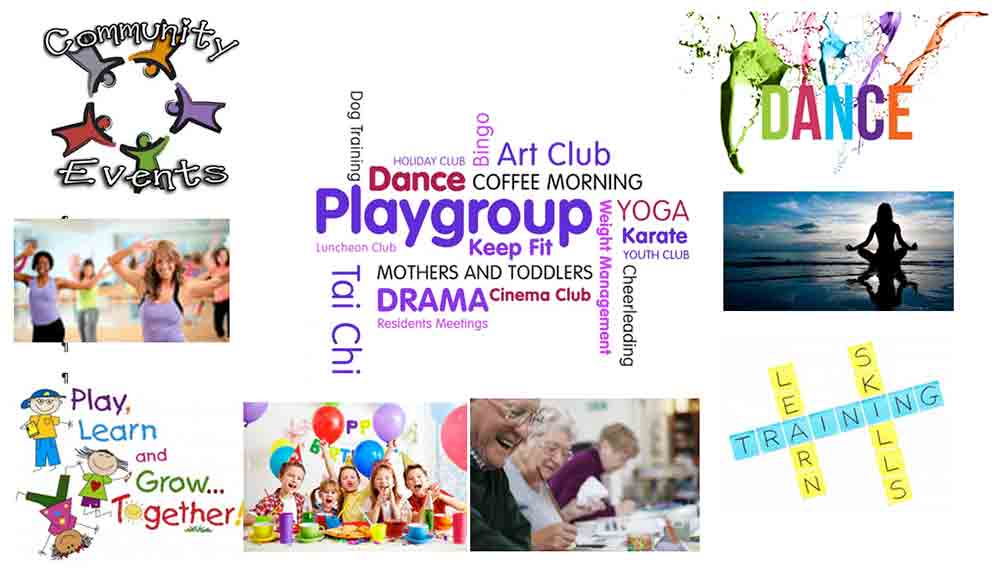 Community
Events
DANCE
Dog Training
HOLIDAY CLUB
Bingo
Art Club
Dance
COFFEE MORNING
Playgroup
YOGA
Luncheon Club
Keep Fit
Weight Management
Karate
YOUTH CLUB
Tai Chi
MOTHERS AND TODDLERS
Cheerleading
DRAMA
Cinema Club
Residents Meetings
Play,
Learn
and
Grow...
Together!
LEARN
TRAINING
SKILLS